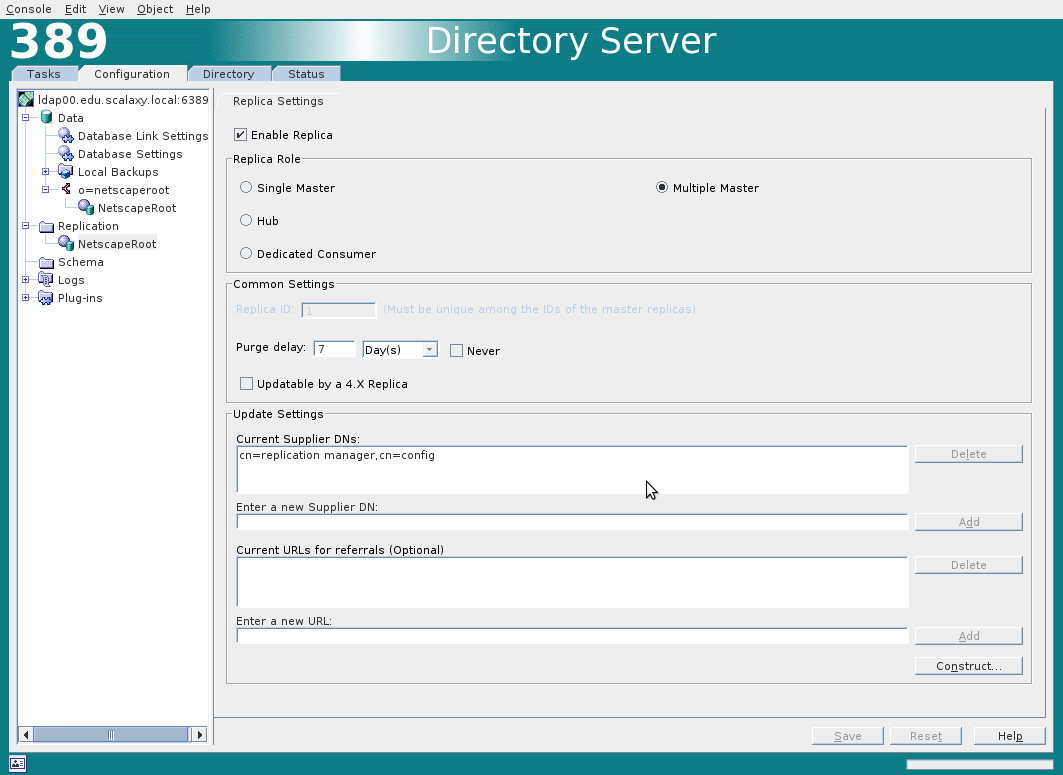 Console Edit View Object Help
389 Directory Server
Tasks Configuration Directory Status
ldap00.edu.scalaxy.local:6389
Data
Database Link Settings
Database Settings
Local Backups
o=netscaperoot
NetscapeRoot
Replication
NetscapeRoot
Schema
Logs
Plug-ins
Replica Settings
Enable Replica
Replica Role
Single Master Multiple Master
Hub
Dedicated Consumer
Common Settings
Replica ID: 1 (Must be unique among the IDs of the master replicas)
Purge delay: 7 Day(s) Never
Updatable by a 4.X Replica
Update Settings
Current Supplier DNs:
cn=replication manager,cn=config
Delete
Enter a new Supplier DN:
Add
Current URLs for referrals (Optional)
Delete
Enter a new URL:
Add
Construct...
Save Reset Help